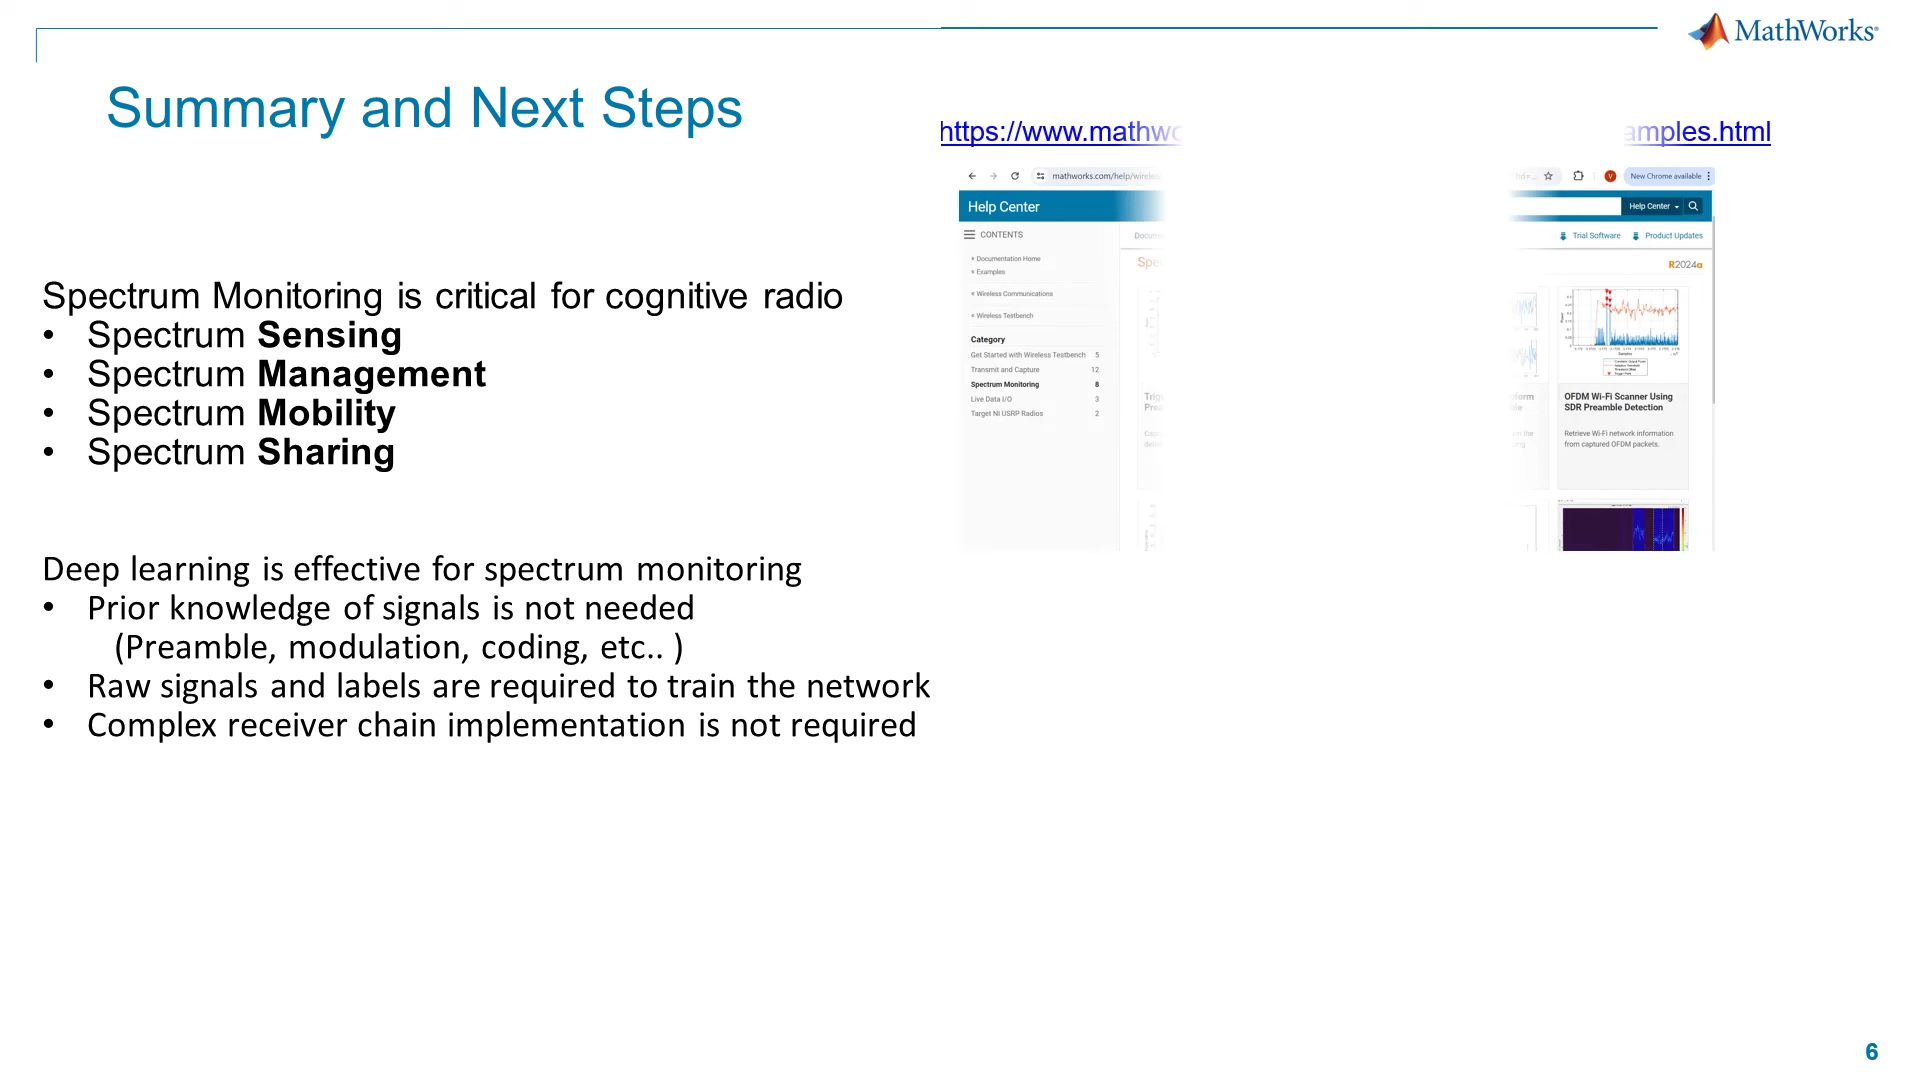 MathWorks®
Summary and Next Steps
Spectrum Monitoring is critical for cognitive radio
• Spectrum Sensing
• Spectrum Management
• Spectrum Mobility
• Spectrum Sharing
Deep learning is effective for spectrum monitoring
• Prior knowledge of signals is not needed
(Preamble, modulation, coding, etc.. )
• Raw signals and labels are required to train the network
• Complex receiver chain implementation is not required
https://www.mathwo
amples.html
mathworks.com/help/wirele
New Chrome available
Help Center
Help Center
CONTENTS
Trial Software
Product Updates
« Documentation Home
« Examples
« Wireless Communications
« Wireless Testbench
R2024a
Category
Get Started with Wireless Testbench 5
Transmit and Capture 12
Spectrum Monitoring 8
Live Data I/O 3
Target NI USRP Radios 2
OFDM Wi-Fi Scanner Using
SDR Preamble Detection
Retrieve Wi-Fi network information
from captured OFDM packets.
6